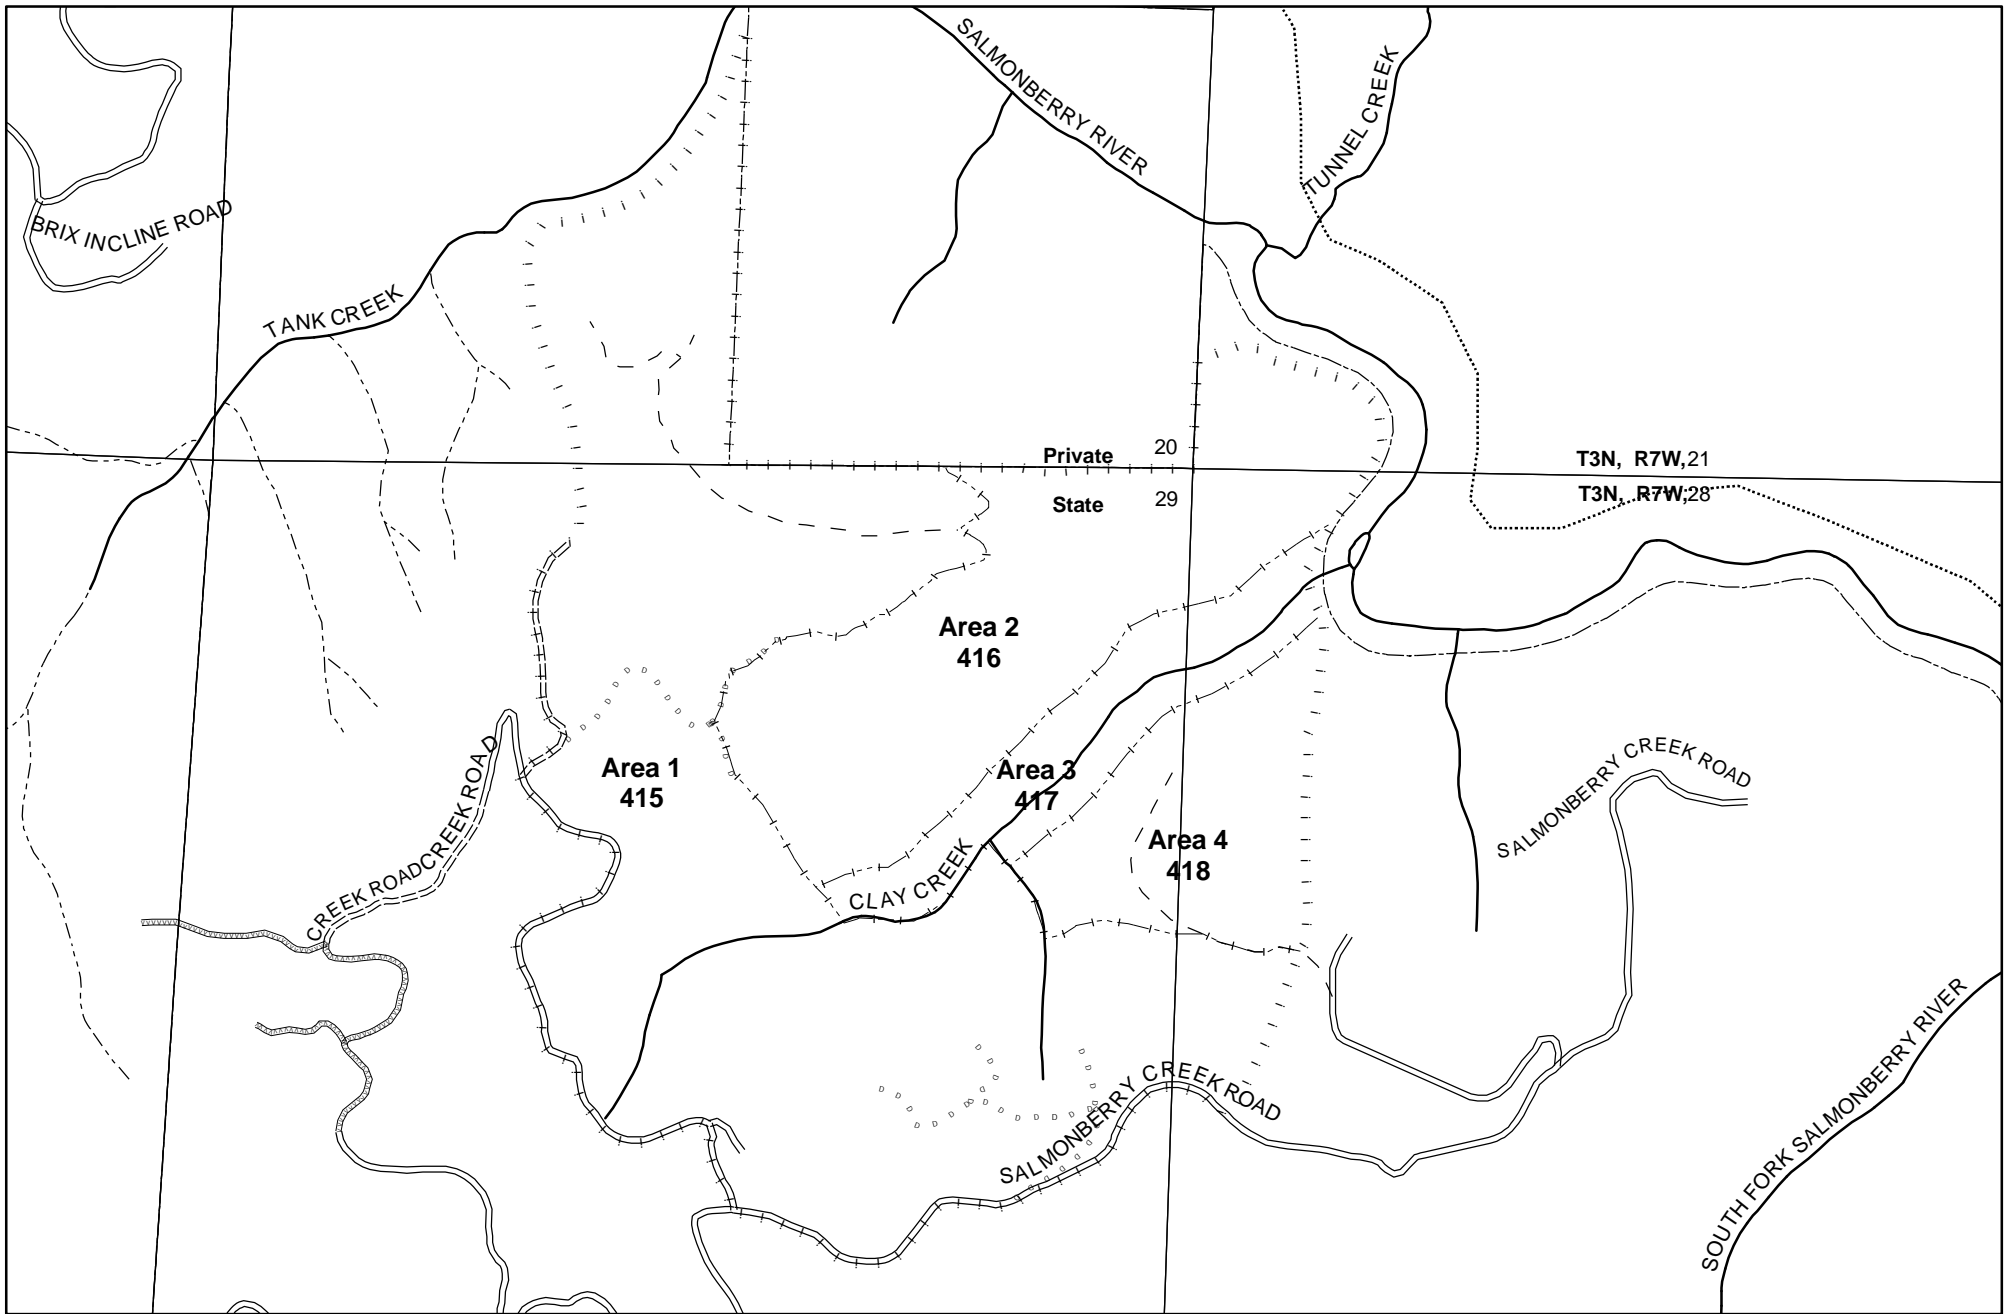 SALMONBERRY RIVER
TUNNEL CREEK
BRIX INCLINE ROAD
TANK CREEK
Private
20
T3N, R7W, 21
State
29
T3N, R7W, 28
Area 2
416
Area 1
415
Area 3
417
CREEK ROAD
CREEK ROAD
SALMONBERRY CREEK ROAD
Area 4
418
CLAY CREEK
SALMONBERRY CREEK ROAD
SOUTH FORK SALMONBERRY RIVER